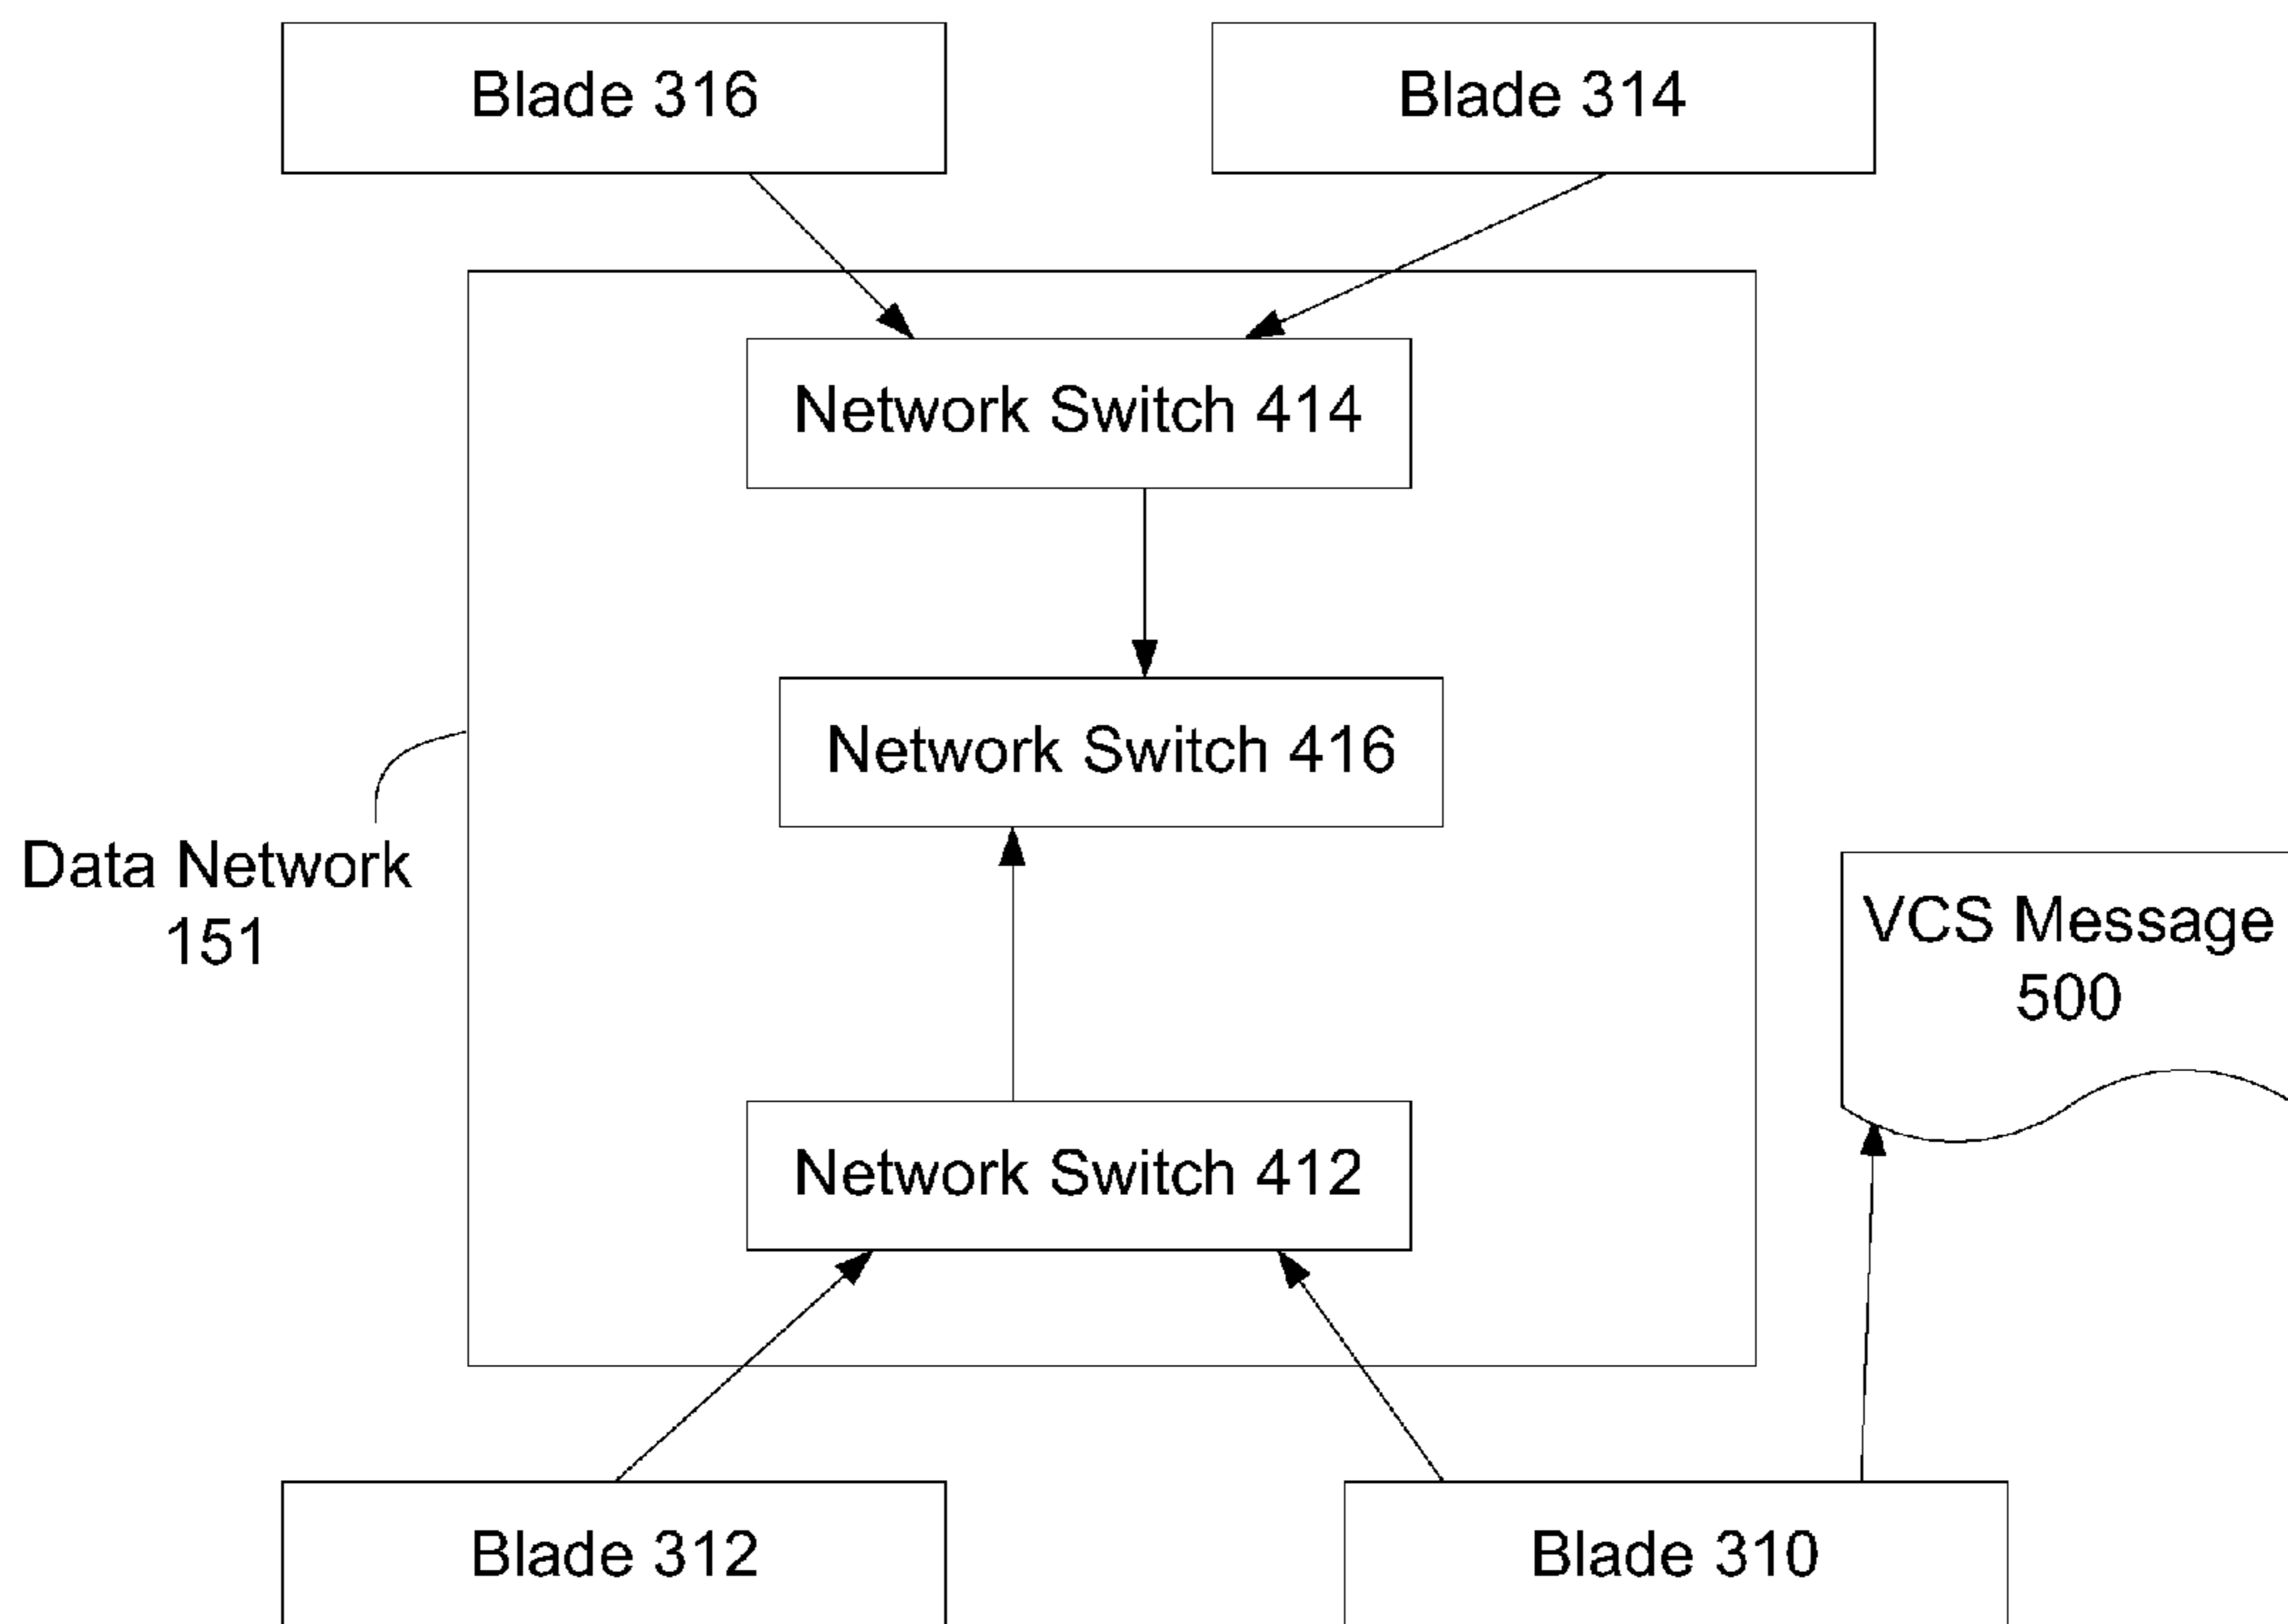 Blade 316
Blade 314
Network Switch 414
Network Switch 416
Data Network
151
VCS Message
500
Network Switch 412
Blade 312
Blade 310